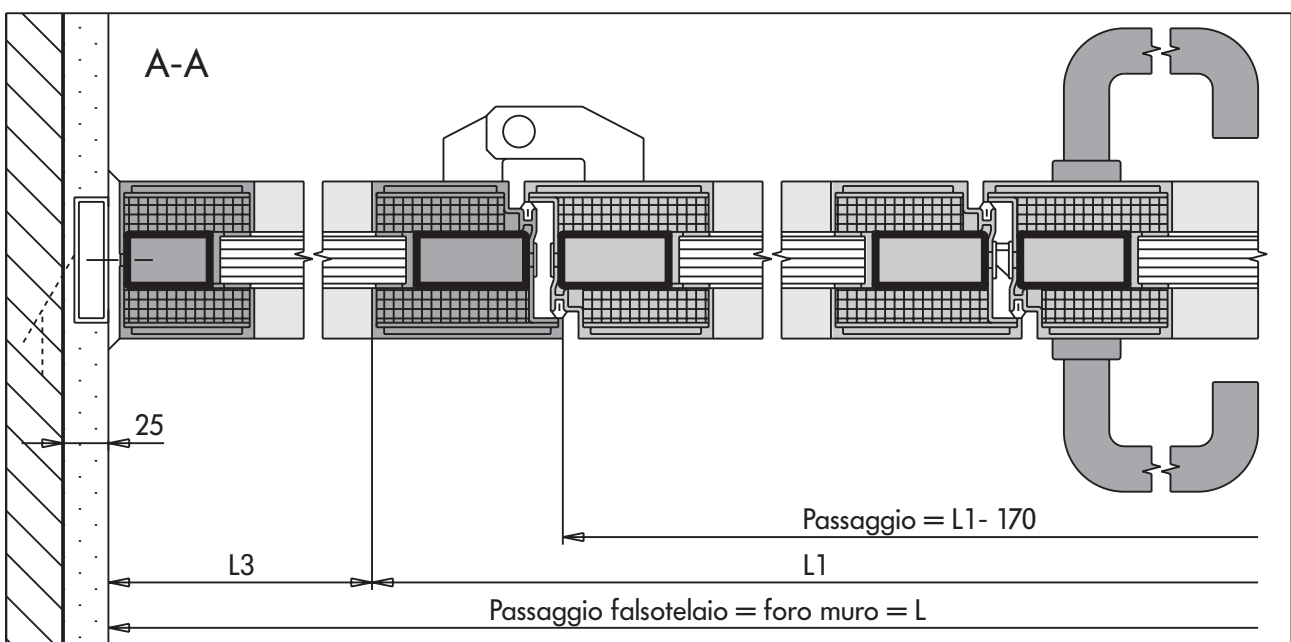 A-A
25
Passaggio = L1- 170
L3
L1
Passaggio falsotelaio = foro muro = L